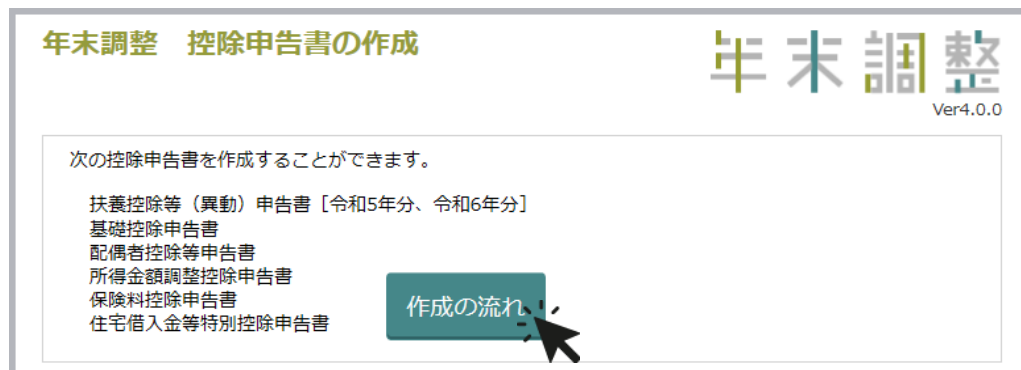 年末調整　控除申告書の作成
年末調整
Ver4.0.0
次の控除申告書を作成することができます。
扶養控除等（異動）申告書［令和5年分、令和6年分］
基礎控除申告書
配偶者控除等申告書
所得金額調整控除申告書
保険料控除申告書
住宅借入金等特別控除申告書
作成の流れ